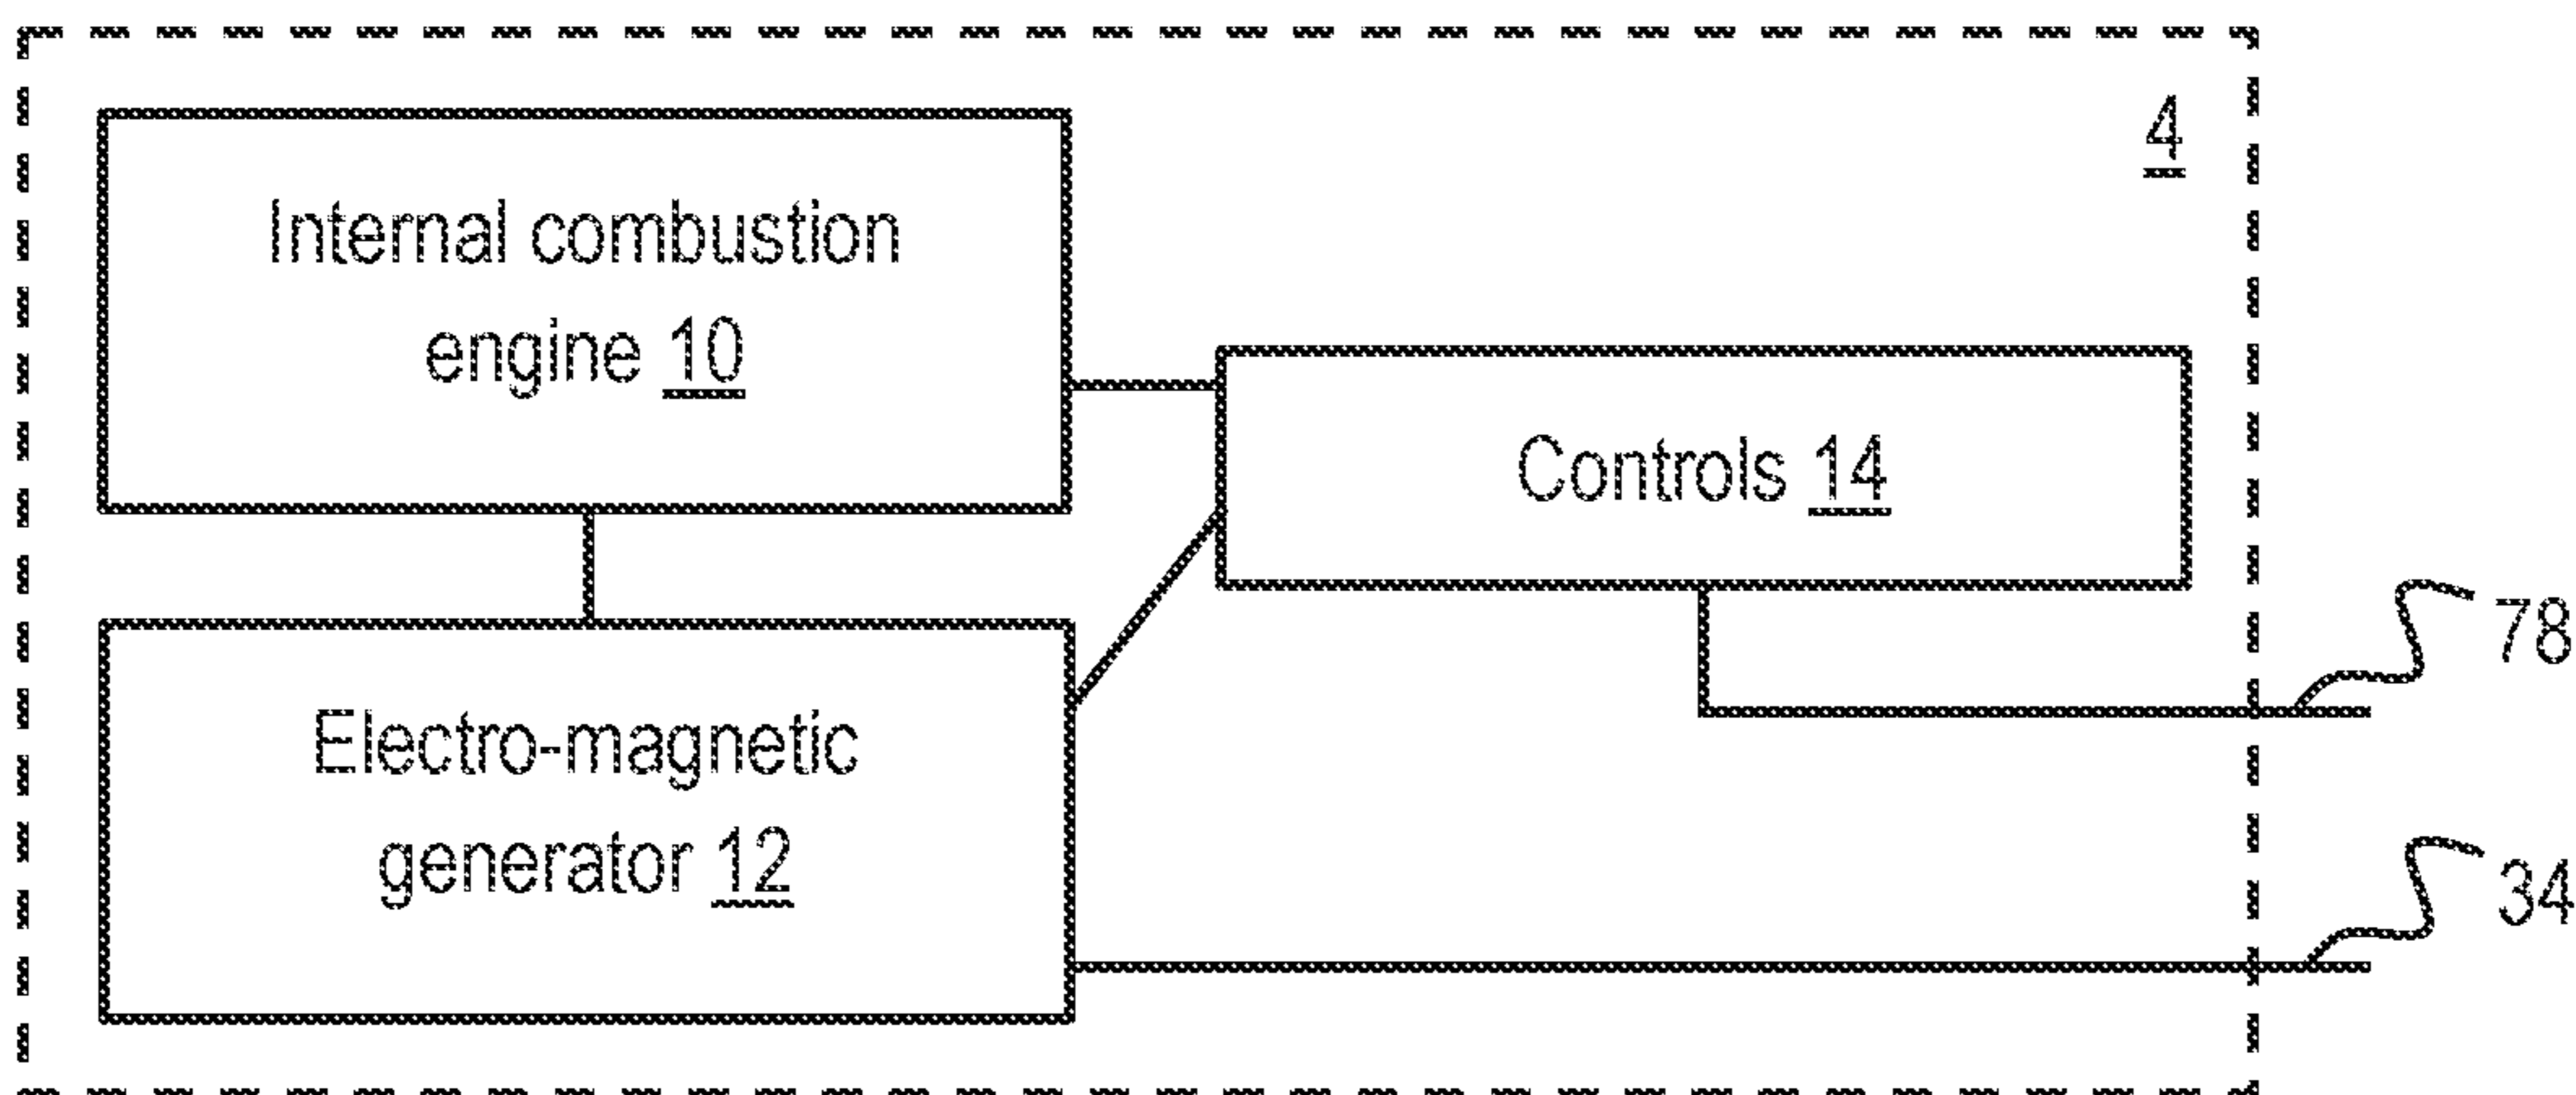 4
Internal combustion
engine 10
Controls 14
78
Electro-magnetic
generator 12
34